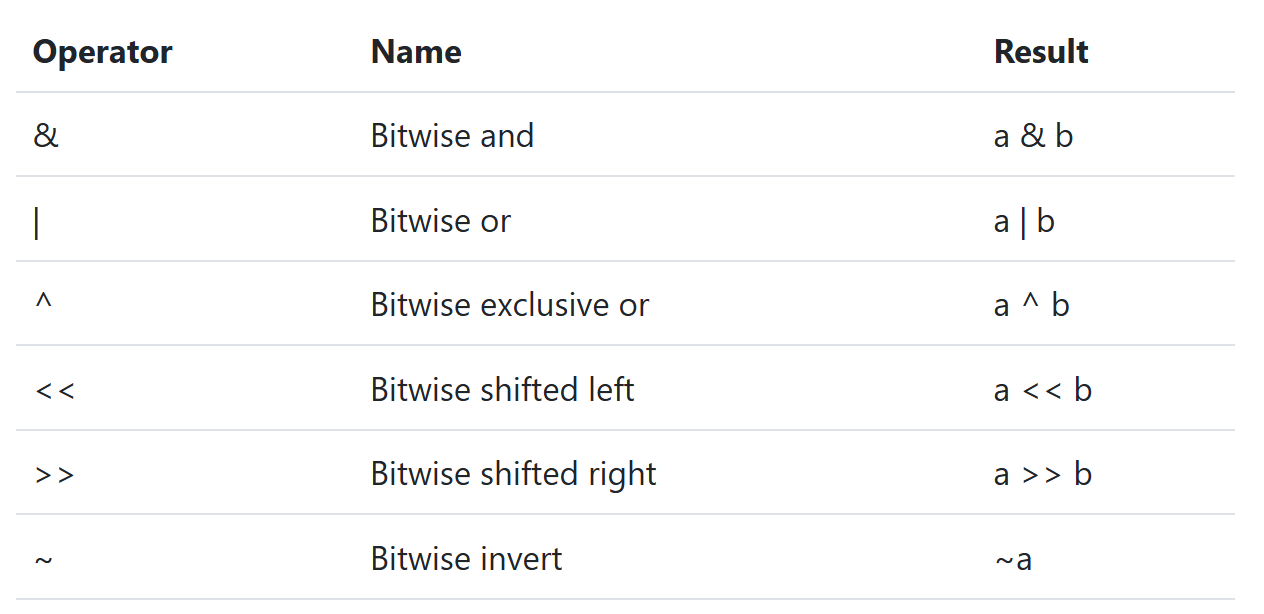 Operator Name Result
& Bitwise and a & b
| Bitwise or a | b
^ Bitwise exclusive or a ^ b
<< Bitwise shifted left a << b
>> Bitwise shifted right a >> b
~ Bitwise invert ~a